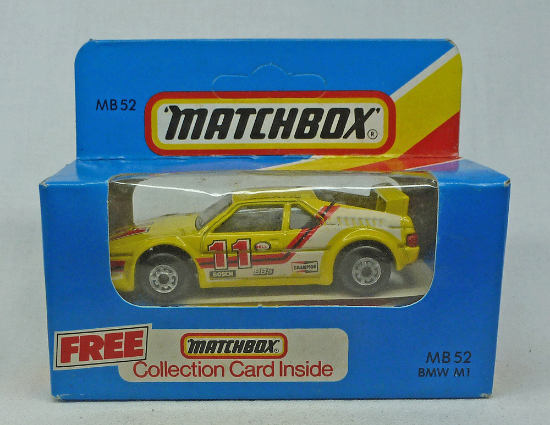 MB 52
"MATCHBOX"
®
11
BOSCH
BBS
CHAMPION
FREE
"MATCHBOX"
Collection Card Inside
MB 52
BMW M1